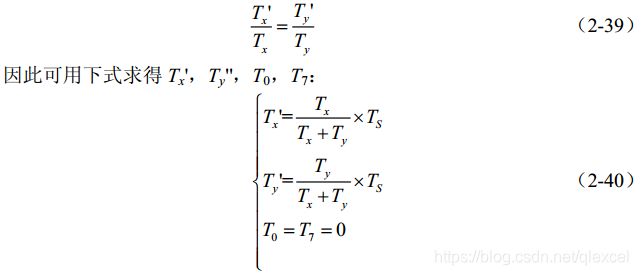 Tx'/Tx = Ty'/Ty (2-39)
因此可用下式求得 Tx', Ty'', T0, T7:
Tx'= Tx/(Tx + Ty) × TS
Ty'= Ty/(Tx + Ty) × TS (2-40)
T0 = T7 = 0
https://blog.csdn.net/qlexcel